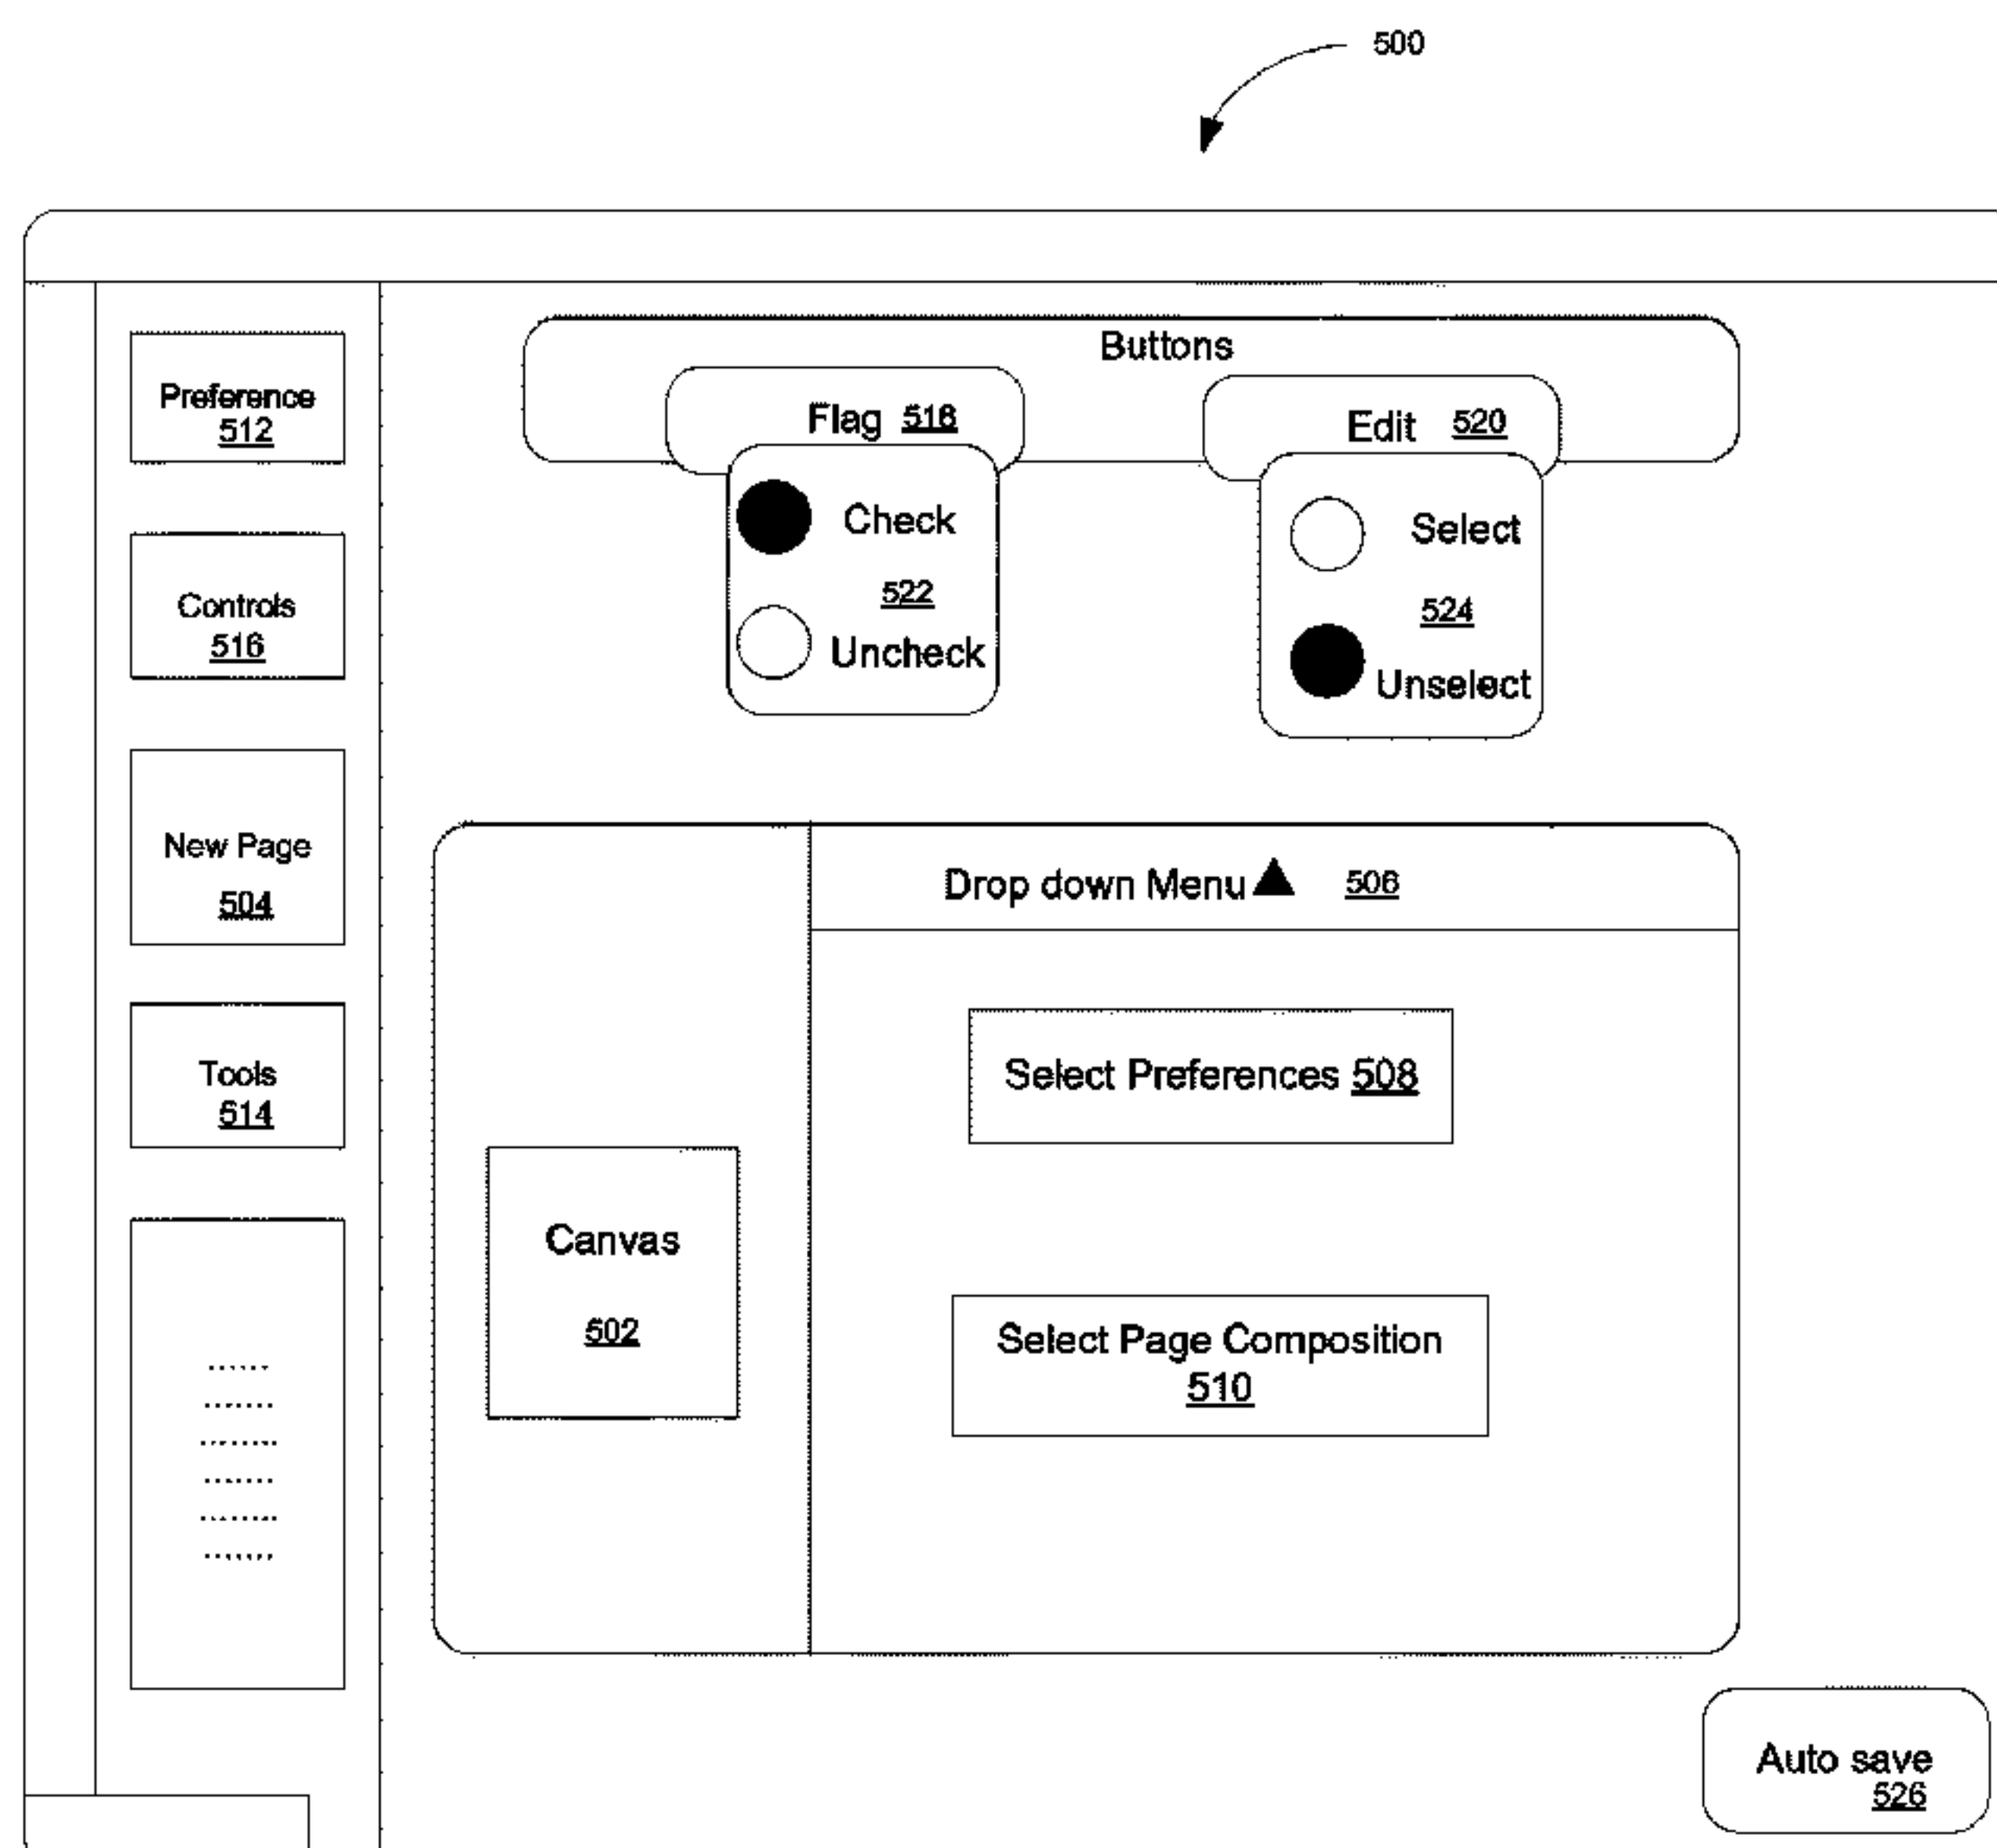 500
Buttons
Preference
512
Flag 518
Edit 520
Check
Select
Controls
516
522
524
Uncheck
Unselect
New Page
504
Drop down Menu▲ 506
Tools
514
Select Preferences 508
Canvas
502
Select Page Composition
510
Auto save
526